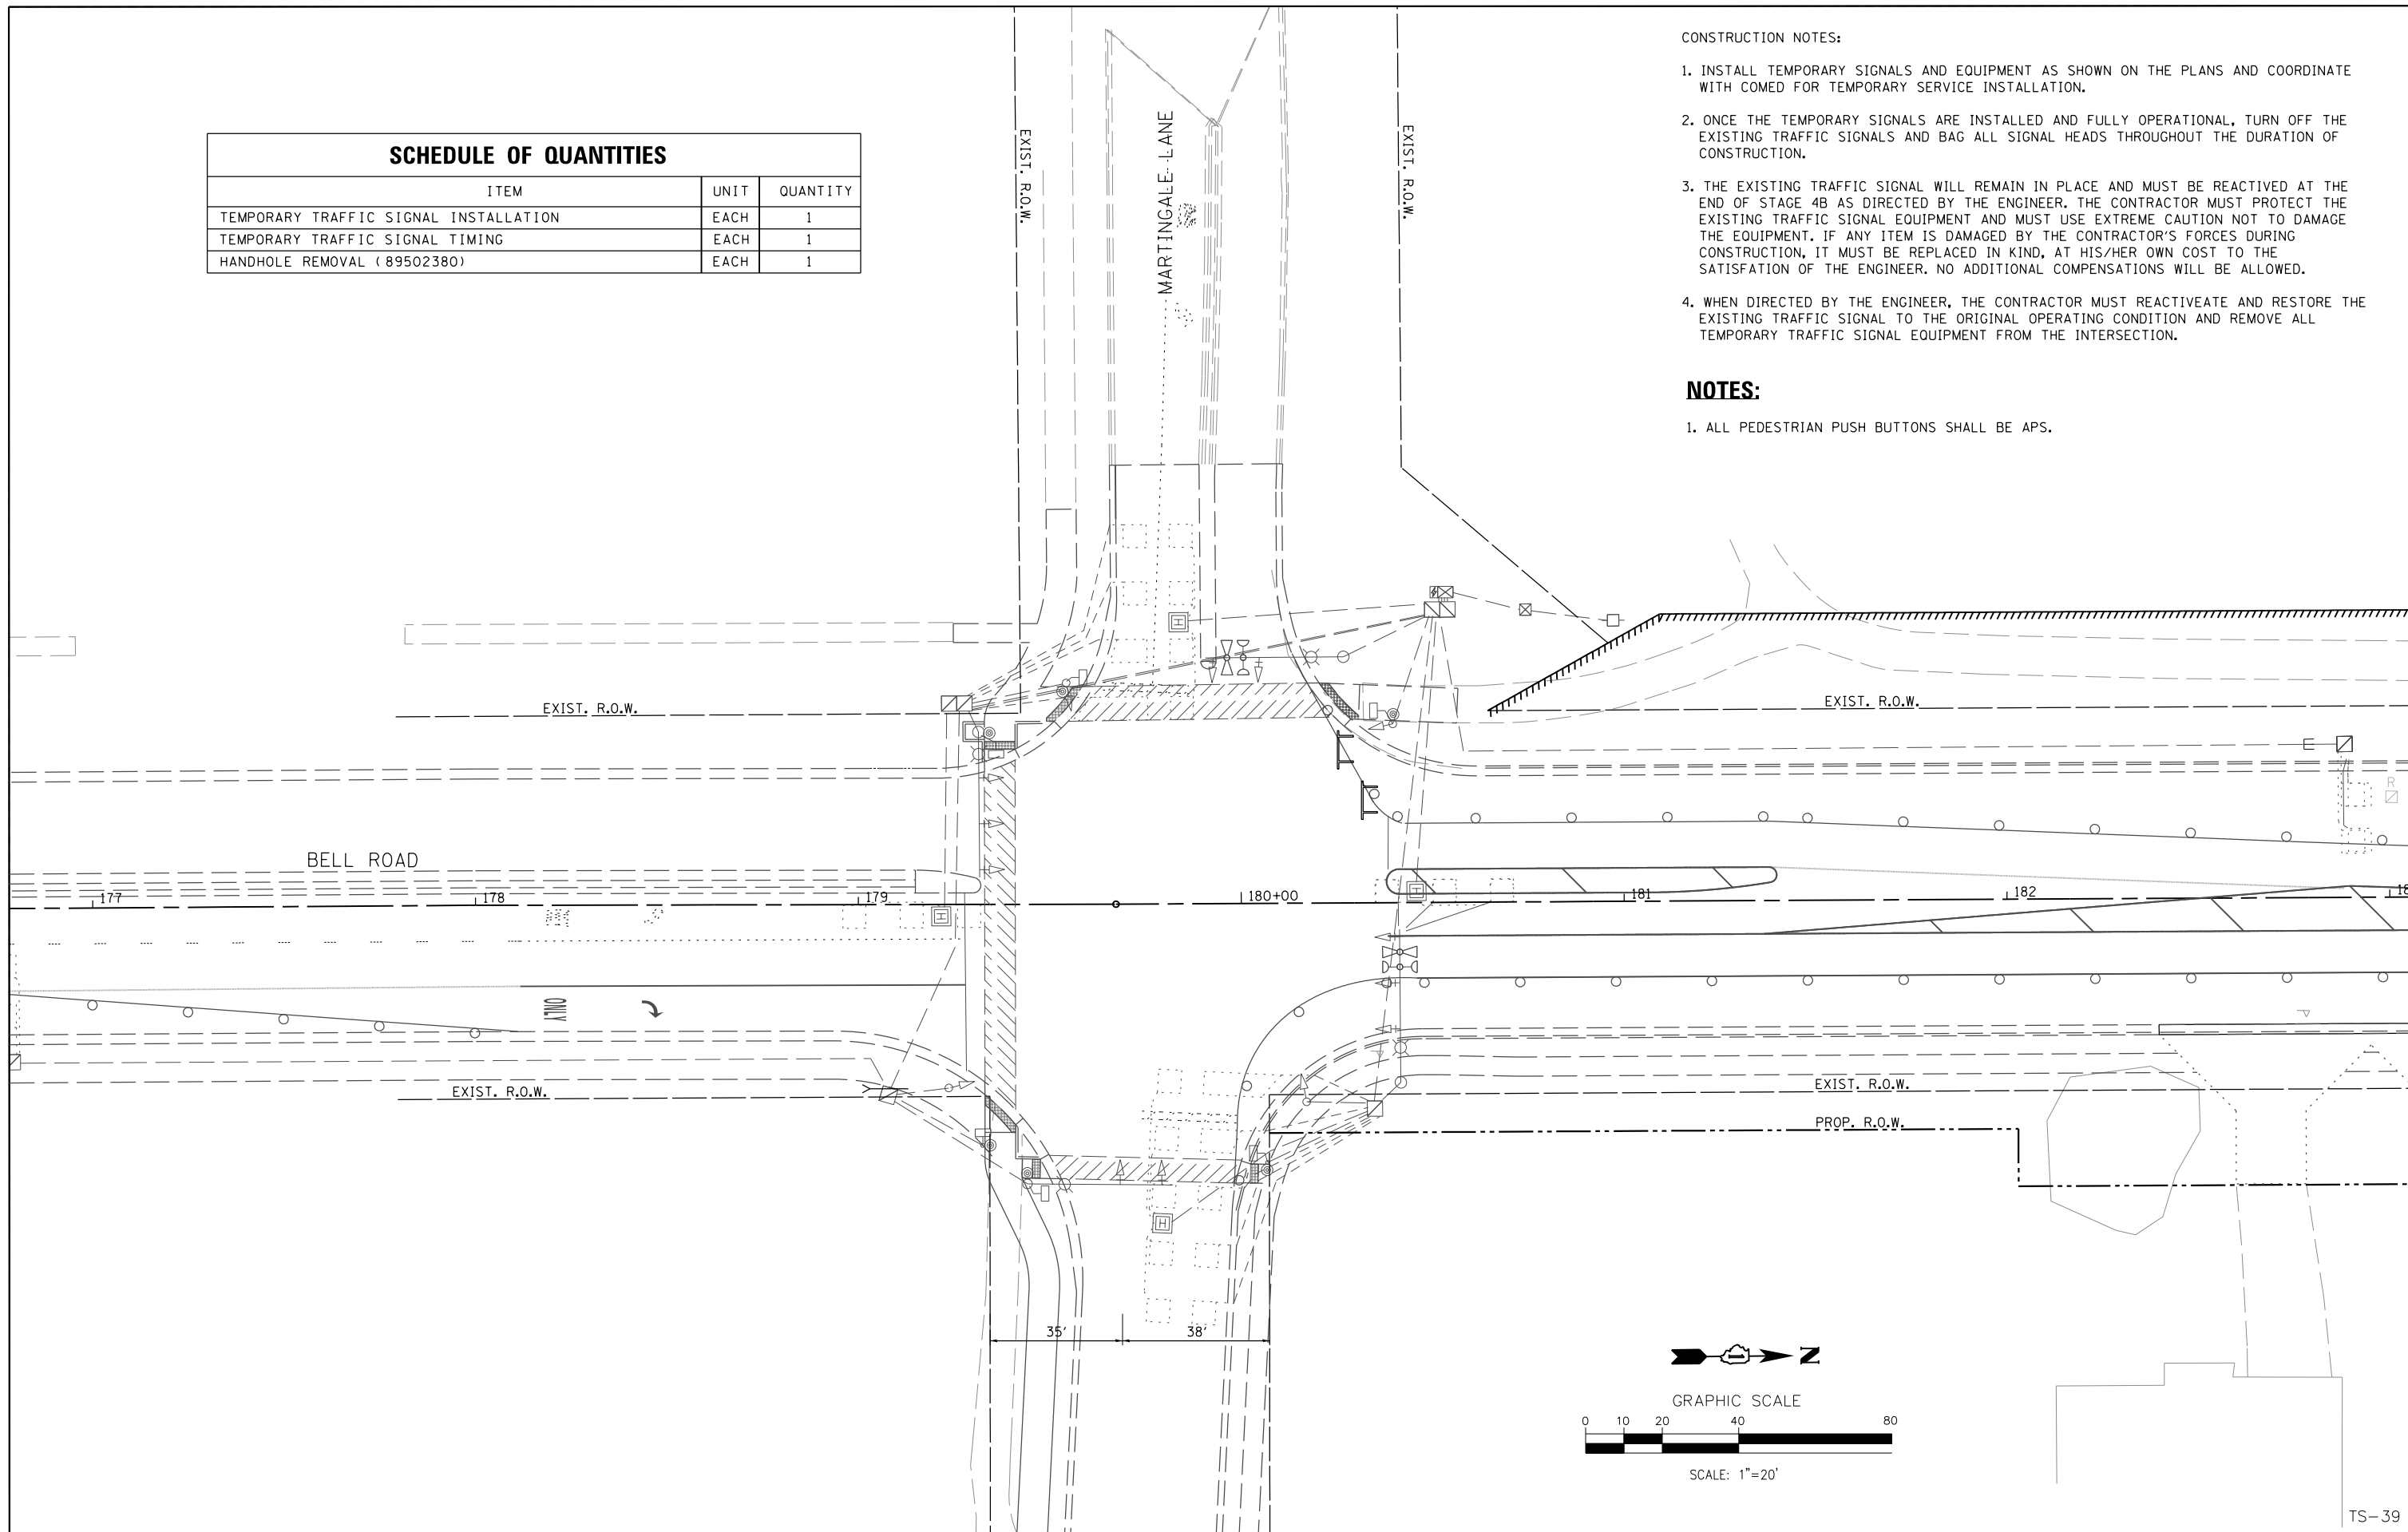 CONSTRUCTION NOTES:
1. INSTALL TEMPORARY SIGNALS AND EQUIPMENT AS SHOWN ON THE PLANS AND COORDINATE
WITH COMED FOR TEMPORARY SERVICE INSTALLATION.
2. ONCE THE TEMPORARY SIGNALS ARE INSTALLED AND FULLY OPERATIONAL, TURN OFF THE
EXISTING TRAFFIC SIGNALS AND BAG ALL SIGNAL HEADS THROUGHOUT THE DURATION OF
CONSTRUCTION.
3. THE EXISTING TRAFFIC SIGNAL WILL REMAIN IN PLACE AND MUST BE REACTIVED AT THE
END OF STAGE 4B AS DIRECTED BY THE ENGINEER. THE CONTRACTOR MUST PROTECT THE
EXISTING TRAFFIC SIGNAL EQUIPMENT AND MUST USE EXTREME CAUTION NOT TO DAMAGE
THE EQUIPMENT. IF ANY ITEM IS DAMAGED BY THE CONTRACTOR'S FORCES DURING
CONSTRUCTION, IT MUST BE REPLACED IN KIND, AT HIS/HER OWN COST TO THE
SATISFATION OF THE ENGINEER. NO ADDITIONAL COMPENSATIONS WILL BE ALLOWED.
4. WHEN DIRECTED BY THE ENGINEER, THE CONTRACTOR MUST REACTIVEATE AND RESTORE THE
EXISTING TRAFFIC SIGNAL TO THE ORIGINAL OPERATING CONDITION AND REMOVE ALL
TEMPORARY TRAFFIC SIGNAL EQUIPMENT FROM THE INTERSECTION.
NOTES:
1. ALL PEDESTRIAN PUSH BUTTONS SHALL BE APS.
SCHEDULE OF QUANTITIES
ITEM UNIT QUANTITY
TEMPORARY TRAFFIC SIGNAL INSTALLATION EACH 1
TEMPORARY TRAFFIC SIGNAL TIMING EACH 1
HANDHOLE REMOVAL (89502380) EACH 1
EXIST. R.O.W.
MARTINGALE LANE
EXIST. R.O.W.
H
EXIST. R.O.W.
EXIST. R.O.W.
E
R
BELL ROAD
177
178
179
180+00
181
182
18
H
H
ONLY
EXIST. R.O.W.
EXIST. R.O.W.
PROP. R.O.W.
H
35'
38'
N
GRAPHIC SCALE
0 10 20 40 80
SCALE: 1"=20'
TS-39